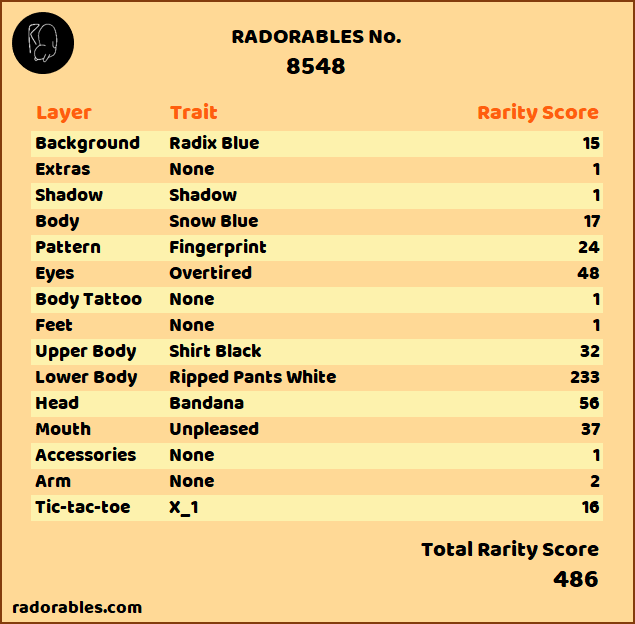 RADORABLES No.
8548
Layer Trait Rarity Score
Background Radix Blue 15
Extras None 1
Shadow Shadow 1
Body Snow Blue 17
Pattern Fingerprint 24
Eyes Overtired 48
Body Tattoo None 1
Feet None 1
Upper Body Shirt Black 32
Lower Body Ripped Pants White 233
Head Bandana 56
Mouth Unpleased 37
Accessories None 1
Arm None 2
Tic-tac-toe X_1 16
Total Rarity Score
486
radorables.com